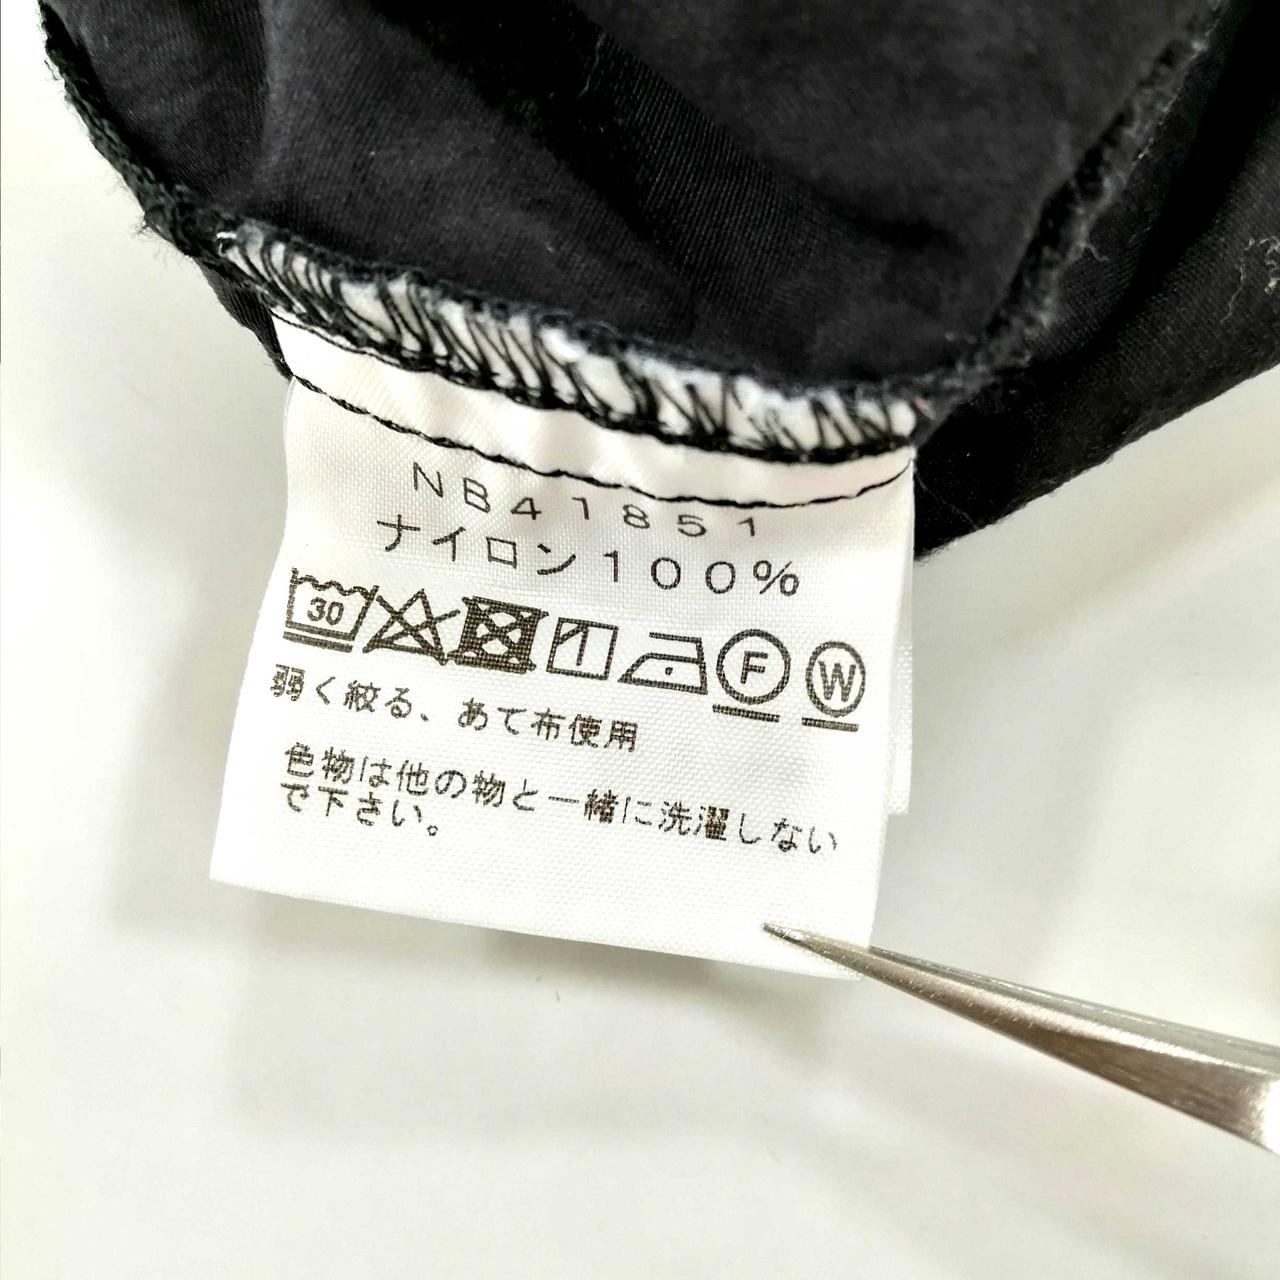 NB41851
ナイロン100%
30 F W
弱く絞る、あて布使用
色物は他の物と一緒に洗濯しない
で下さい。